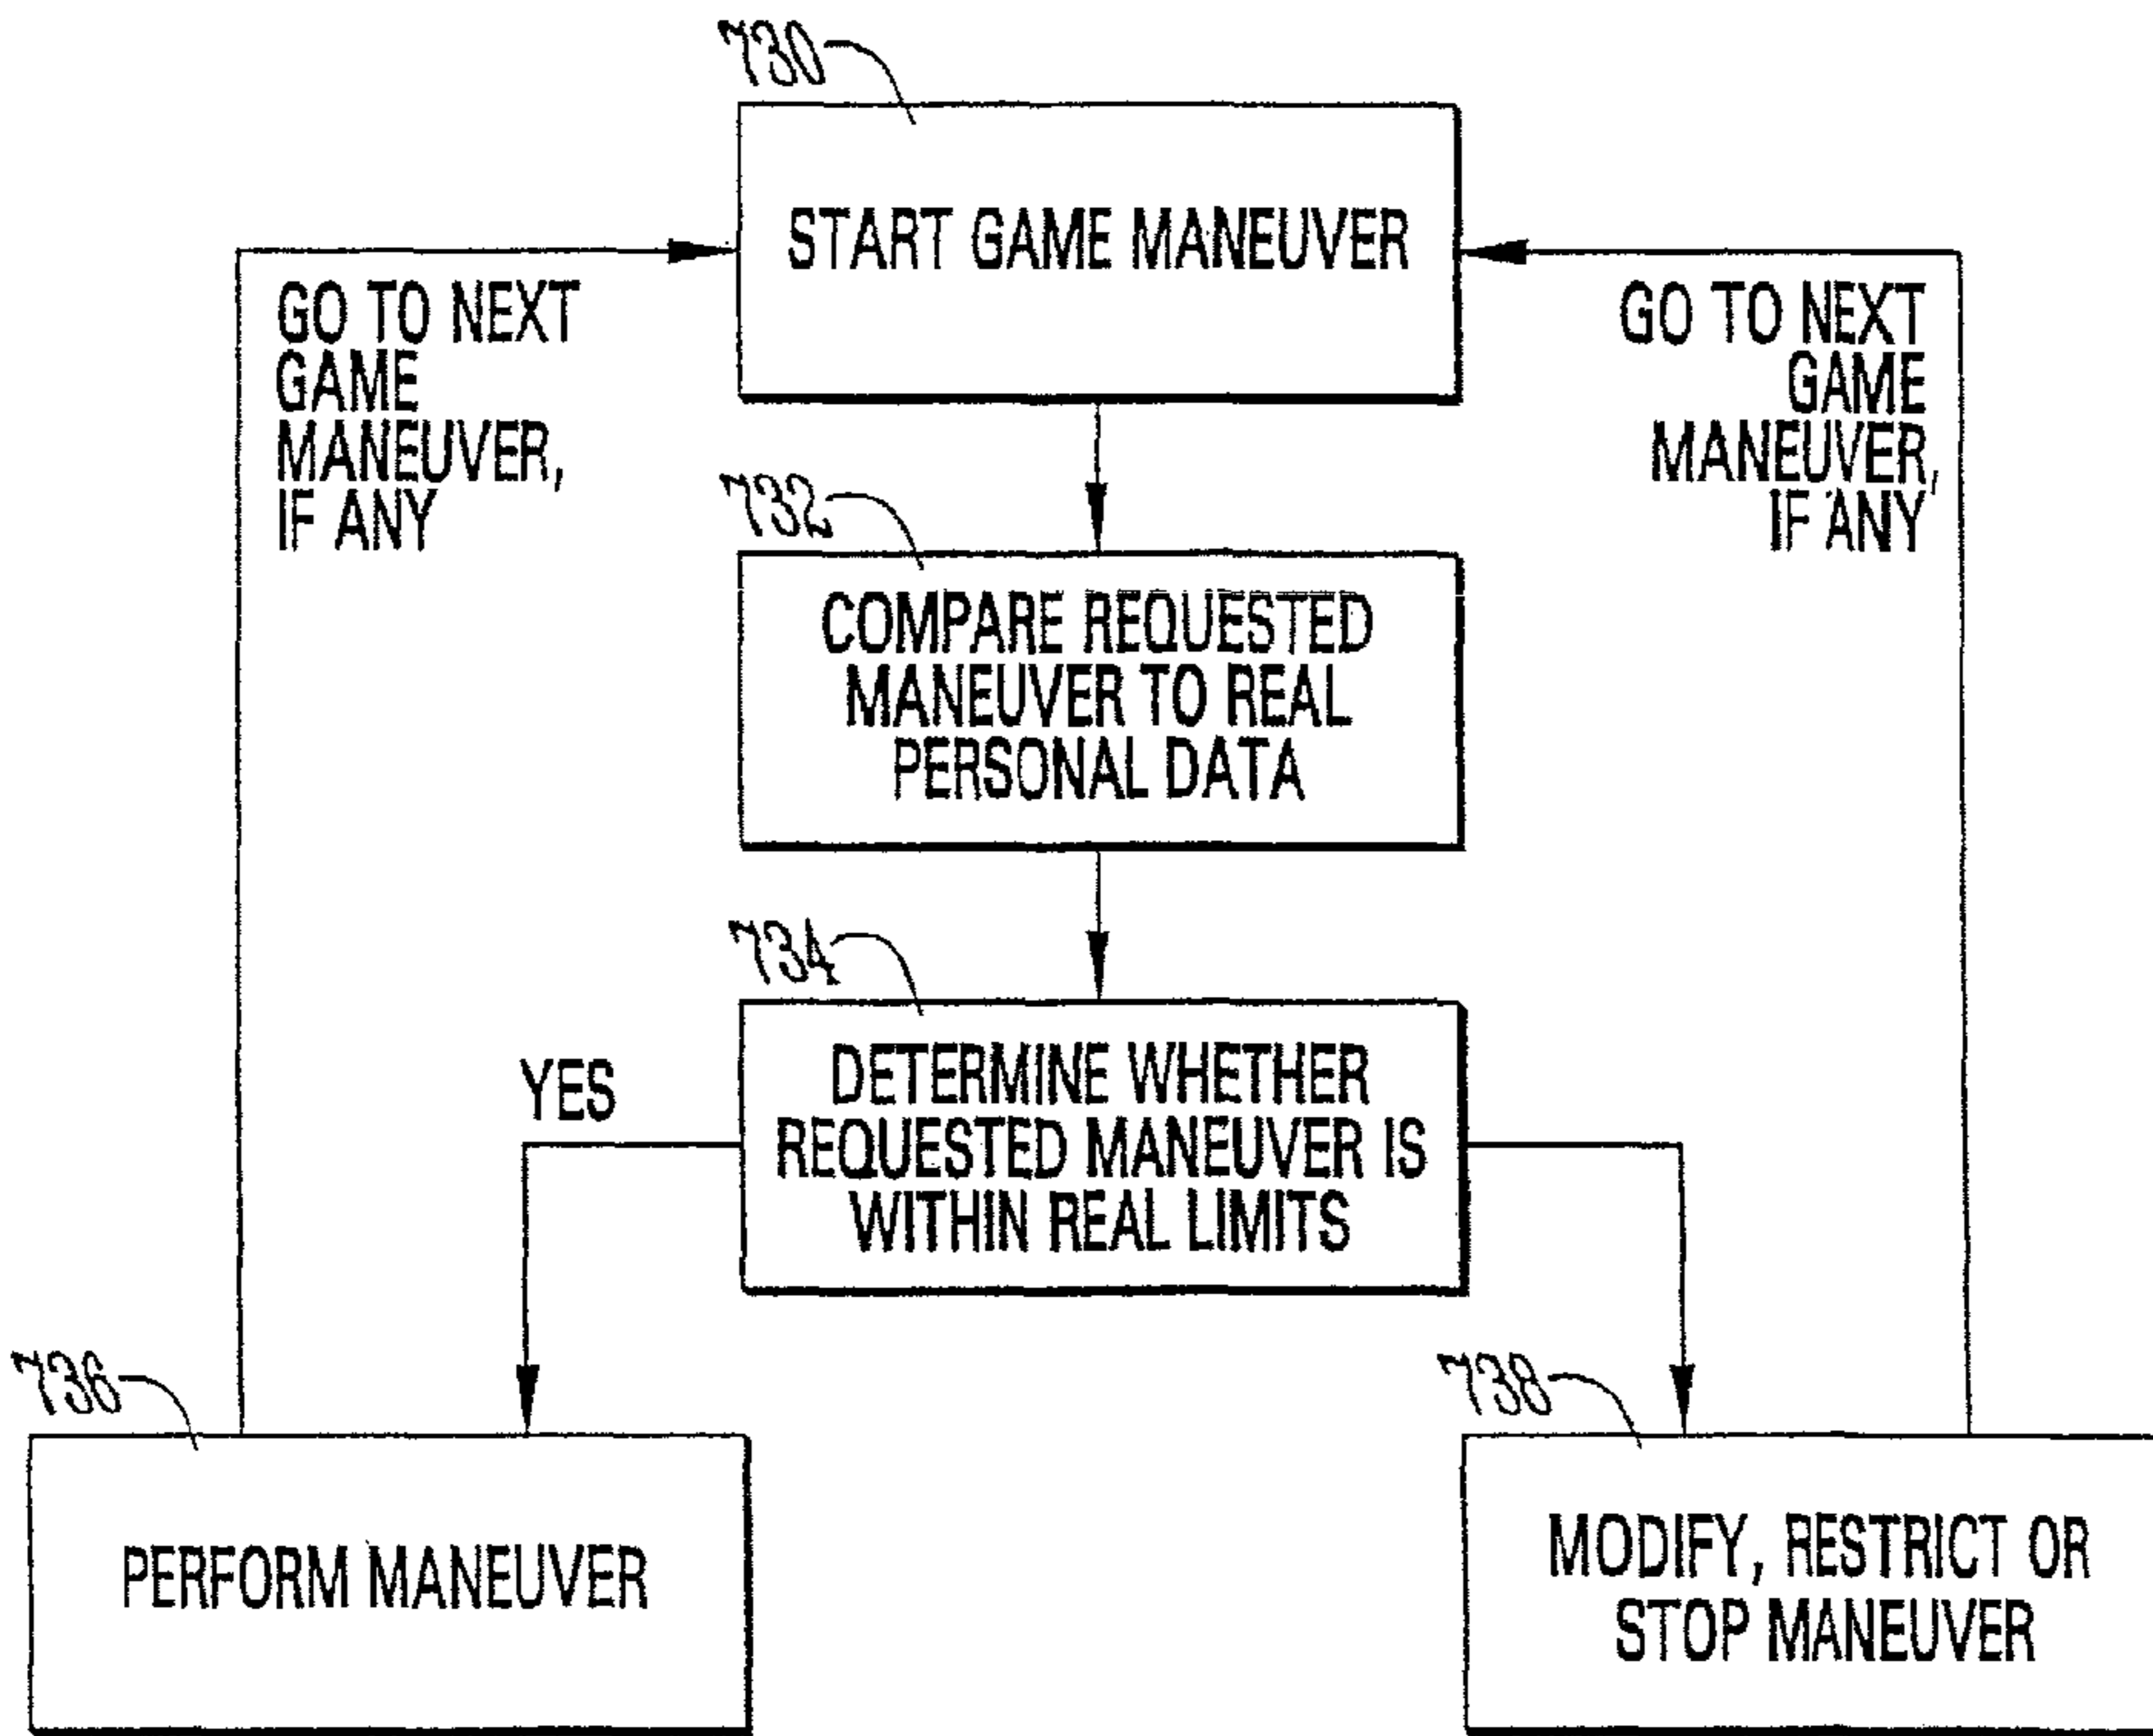 730
START GAME MANEUVER
GO TO NEXT
GAME
MANEUVER,
IF ANY
GO TO NEXT
GAME
MANEUVER,
IF ANY
732
COMPARE REQUESTED
MANEUVER TO REAL
PERSONAL DATA
734
DETERMINE WHETHER
REQUESTED MANEUVER IS
WITHIN REAL LIMITS
YES
736
PERFORM MANEUVER
738
MODIFY, RESTRICT OR
STOP MANEUVER